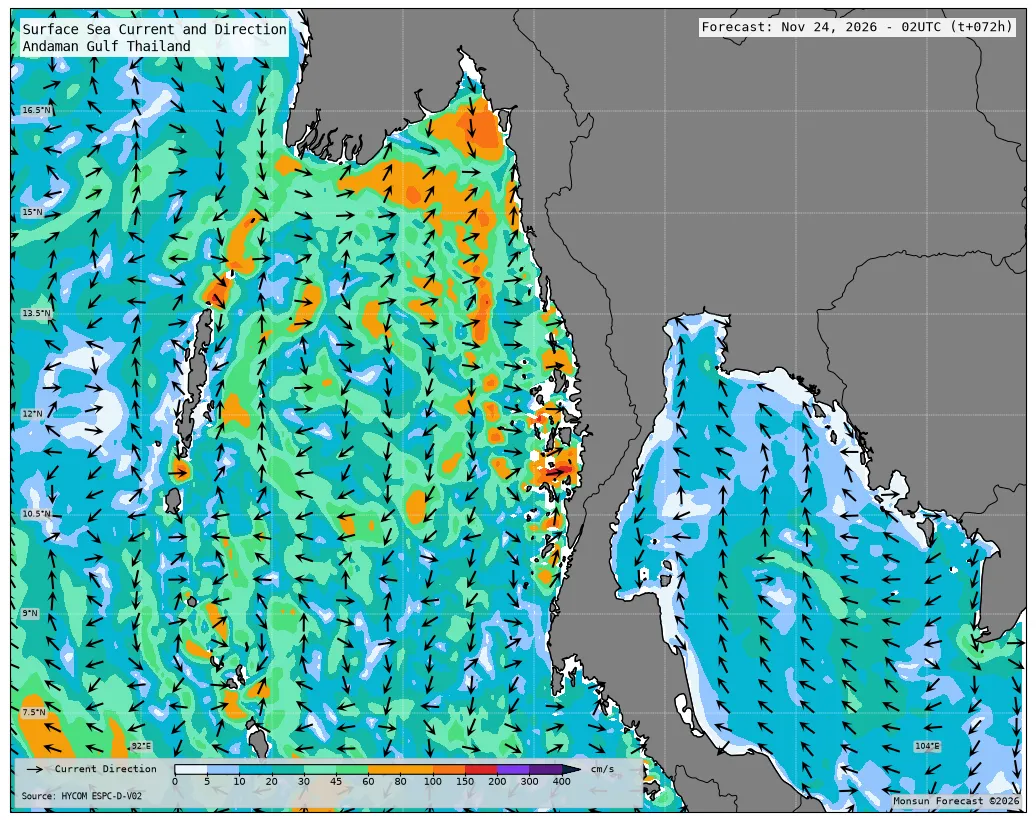 Surface Sea Current and Direction
Andaman Gulf Thailand
Forecast: Nov 24, 2026 - 02UTC (t+072h)
16.5°N
15°N
13.5°N
12°N
10.5°N
9°N
7.5°N
92°E
104°E
Current Direction
cm/s
0 5 10 20 30 45 60 80 100 150 200 300 400
Source: HYCOM ESPC-D-V02
Monsun Forecast ©2026